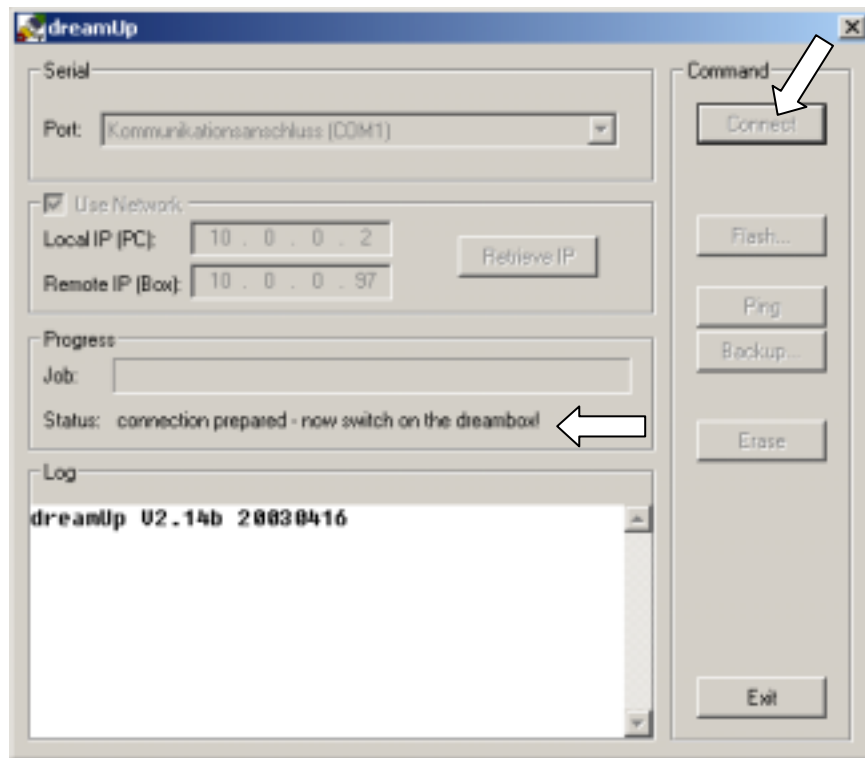 dreamUp
Serial
Port: Kommunikationsanschluss (COM1)
Use Network
Local IP (PC): 10 . 0 . 0 . 2
Remote IP (Box): 10 . 0 . 0 . 97
Retrieve IP
Progress
Job:
Status: connection prepared - now switch on the dreambox!
Log
dreamUp V2.14b 20030416
Command
Connect
Flash...
Ping
Backup...
Erase
Exit